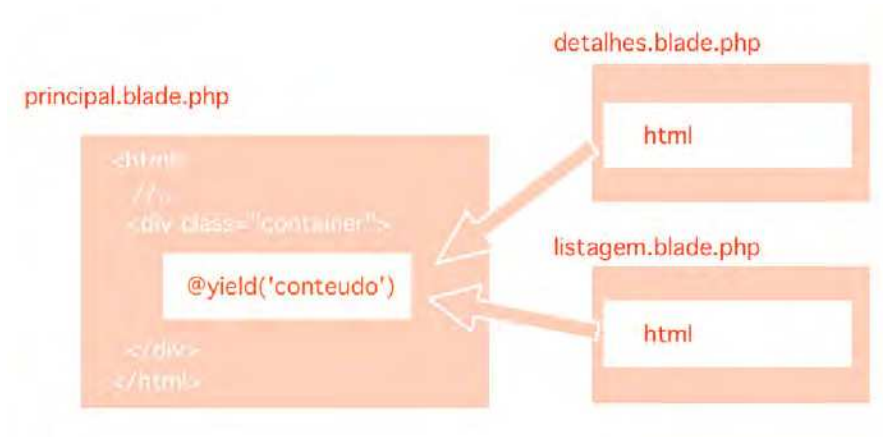 detalhes.blade.php
principal.blade.php
html
<html>
//...
<div class="container">
@yield('conteudo')
listagem.blade.php
html
</div>
</html>